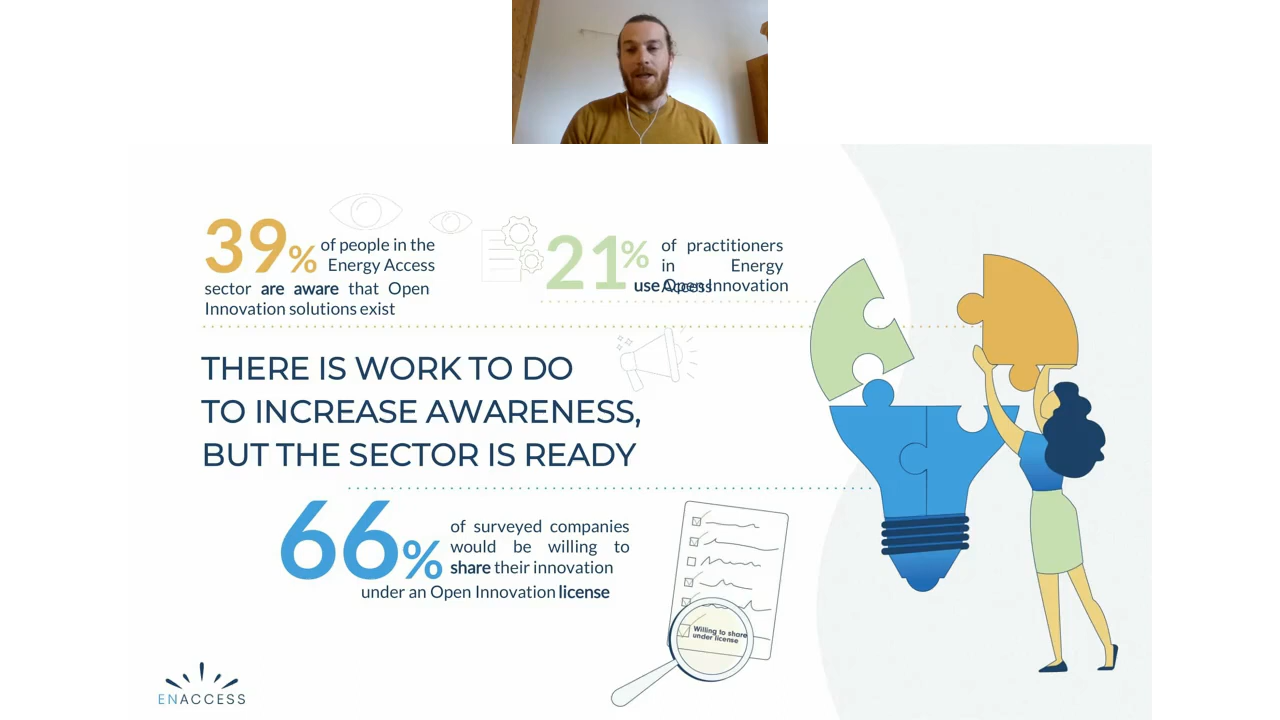 39% of people in the
Energy Access
sector are aware that Open
Innovation solutions exist
21% of practitioners
in Energy
Access
use Open Innovation
THERE IS WORK TO DO
TO INCREASE AWARENESS,
BUT THE SECTOR IS READY
66% of surveyed companies
would be willing to
share their innovation
under an Open Innovation license
Willing to share
under license
ENACCESS